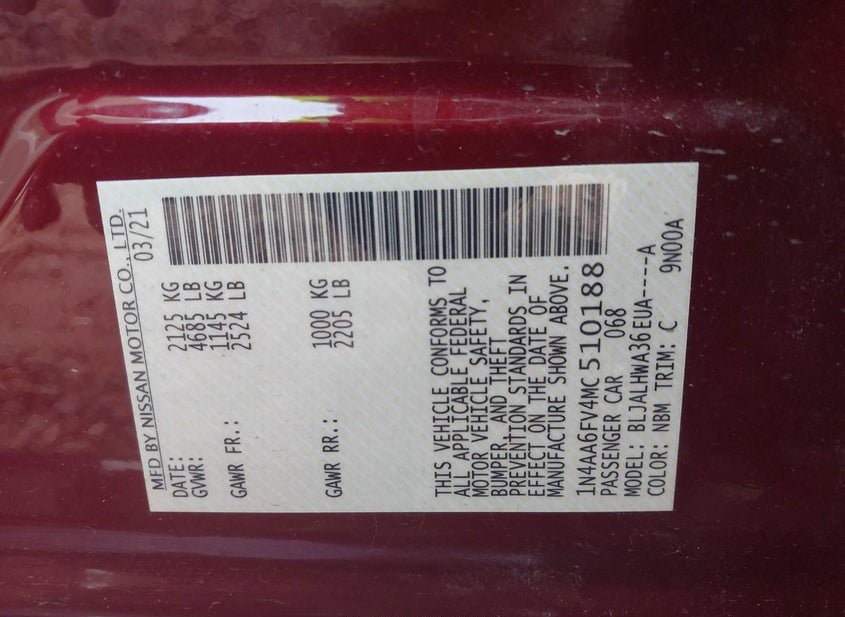 MFD BY NISSAN MOTOR CO., LTD.
DATE: 03/21
GVWR: 2125 KG
4685 LB
GAWR FR.: 1145 KG
2524 LB
GAWR RR.: 1000 KG
2205 LB
THIS VEHICLE CONFORMS TO
ALL APPLICABLE FEDERAL
MOTOR VEHICLE SAFETY,
BUMPER, AND THEFT
PREVENTION STANDARDS IN
EFFECT ON THE DATE OF
MANUFACTURE SHOWN ABOVE.
1N4AA6FV4MC510188
PASSENGER CAR 068
MODEL: BLJALHWA36EUA----A
COLOR: NBM TRIM: C 9N00A